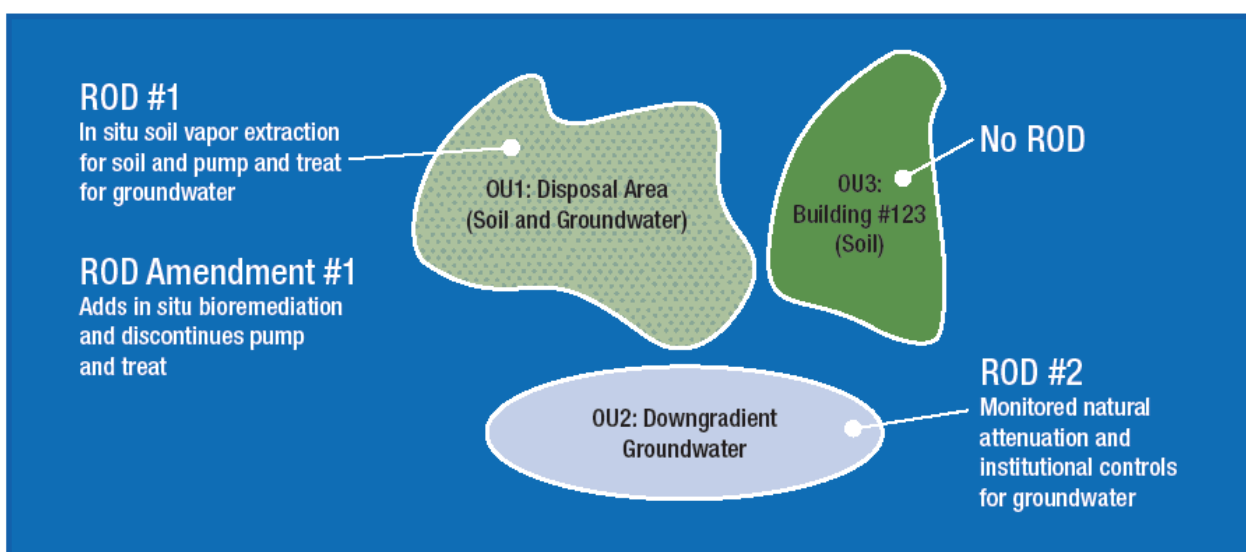 ROD #1
In situ soil vapor extraction
for soil and pump and treat
for groundwater
ROD Amendment #1
Adds in situ bioremediation
and discontinues pump
and treat
OU1: Disposal Area
(Soil and Groundwater)
OU3:
Building #123
(Soil)
No ROD
OU2: Downgradient
Groundwater
ROD #2
Monitored natural
attenuation and
institutional controls
for groundwater